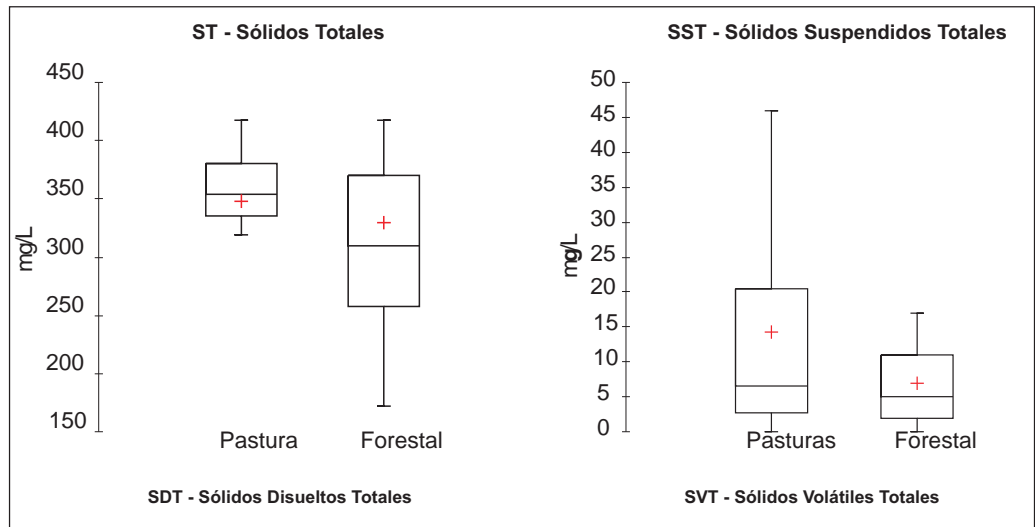 ST - Sólidos Totales
450
400
350
300
250
200
150
mg/L
Pastura Forestal
SST - Sólidos Suspendidos Totales
50
45
40
35
30
25
20
15
10
5
0
mg/L
Pasturas Forestal
SDT - Sólidos Disueltos Totales
SVT - Sólidos Volátiles Totales